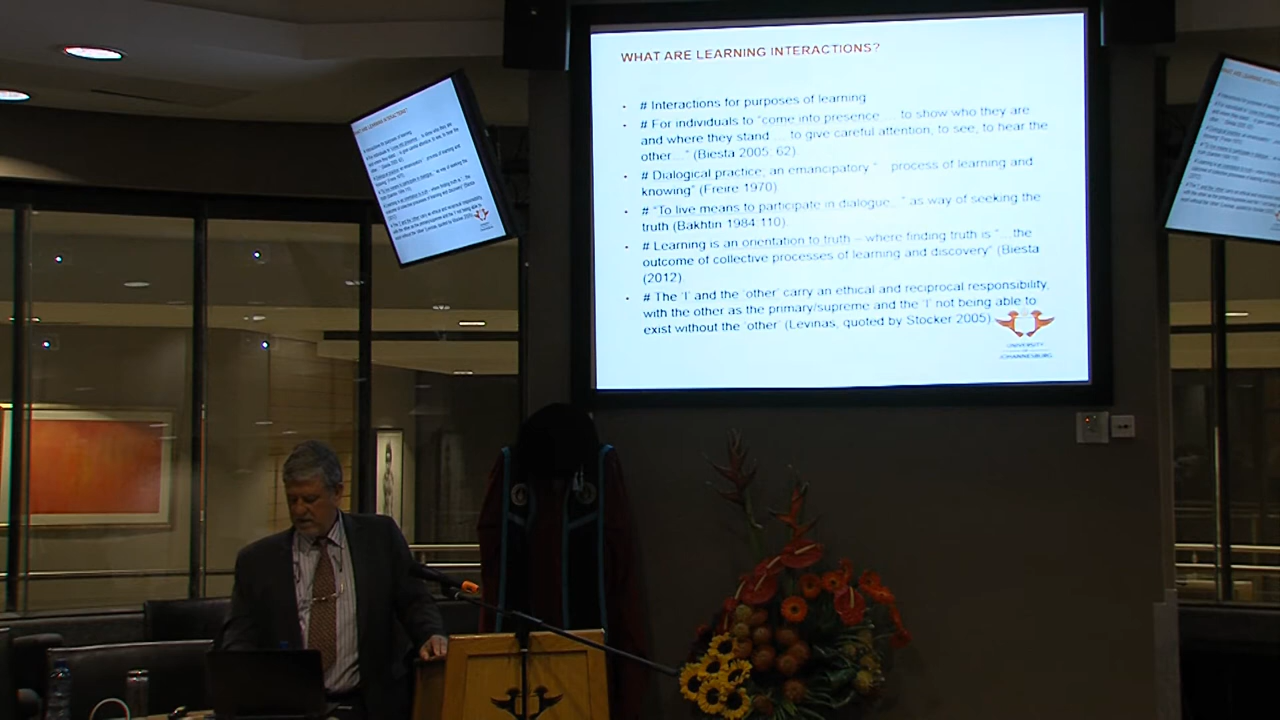 WHAT ARE LEARNING INTERACTIONS?
• # Interactions for purposes of learning
• # For individuals to "come into presence.... to show who they are
and where they stand.... to give careful attention, to see, to hear the
other...." (Biesta 2005: 62)
• # Dialogical practice, an emancipatory "... process of learning and
knowing" (Freire 1970)
• # "To live means to participate in dialogue..." as way of seeking the
truth (Bakhtin 1984:110)
• # Learning is an orientation to truth – where finding truth is "...the
outcome of collective processes of learning and discovery" (Biesta
(2012)
• # The 'I' and the 'other' carry an ethical and reciprocal responsibility,
with the other as the primary/supreme and the 'I' not being able to
exist without the 'other' (Levinas, quoted by Stocker 2005)
UNIVERSITY
OF
JOHANNESBURG